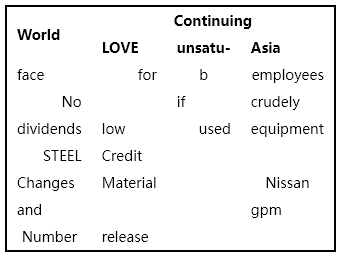 Continuing
World LOVE unsatu- Asia
face for b employees
No if crudely
dividends low used equipment
STEEL Credit
Changes Material Nissan
and gpm
Number release